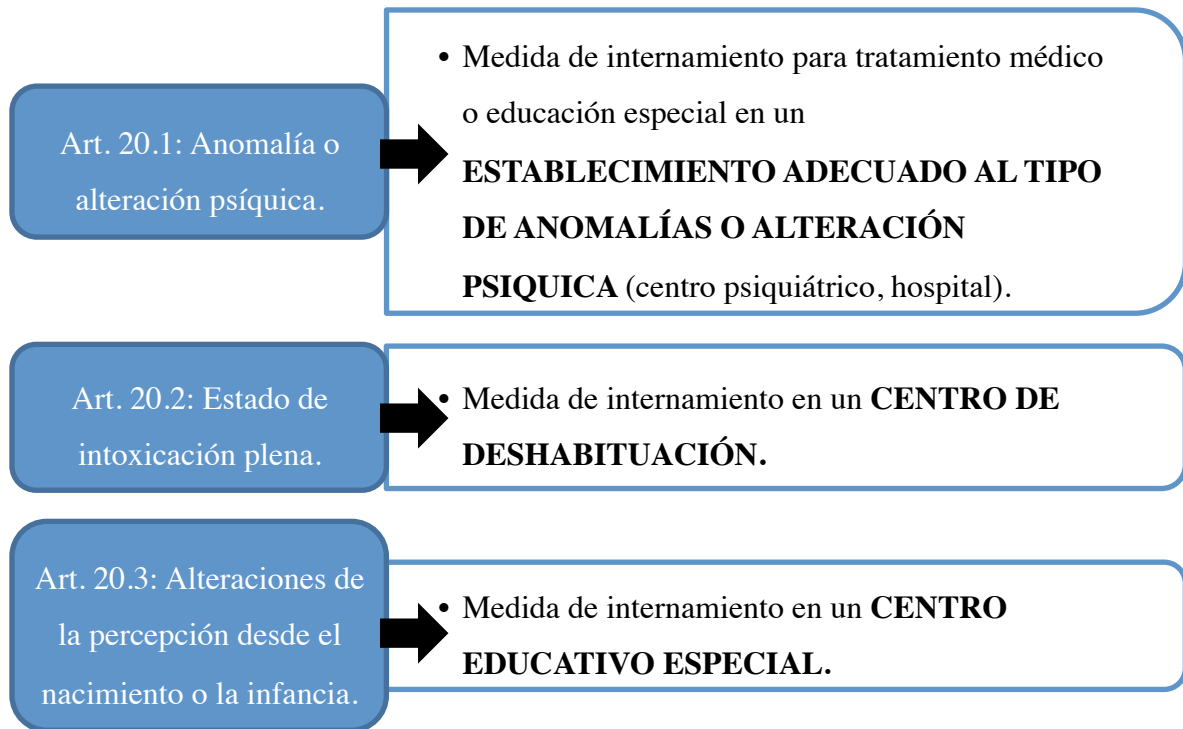 Art. 20.1: Anomalía o
alteración psíquica.
• Medida de internamiento para tratamiento médico
o educación especial en un
ESTABLECIMIENTO ADECUADO AL TIPO
DE ANOMALÍAS O ALTERACIÓN
PSIQUICA (centro psiquiátrico, hospital).
Art. 20.2: Estado de
intoxicación plena.
• Medida de internamiento en un CENTRO DE
DESHABITUACIÓN.
Art. 20.3: Alteraciones de
la percepción desde el
nacimiento o la infancia.
• Medida de internamiento en un CENTRO
EDUCATIVO ESPECIAL.